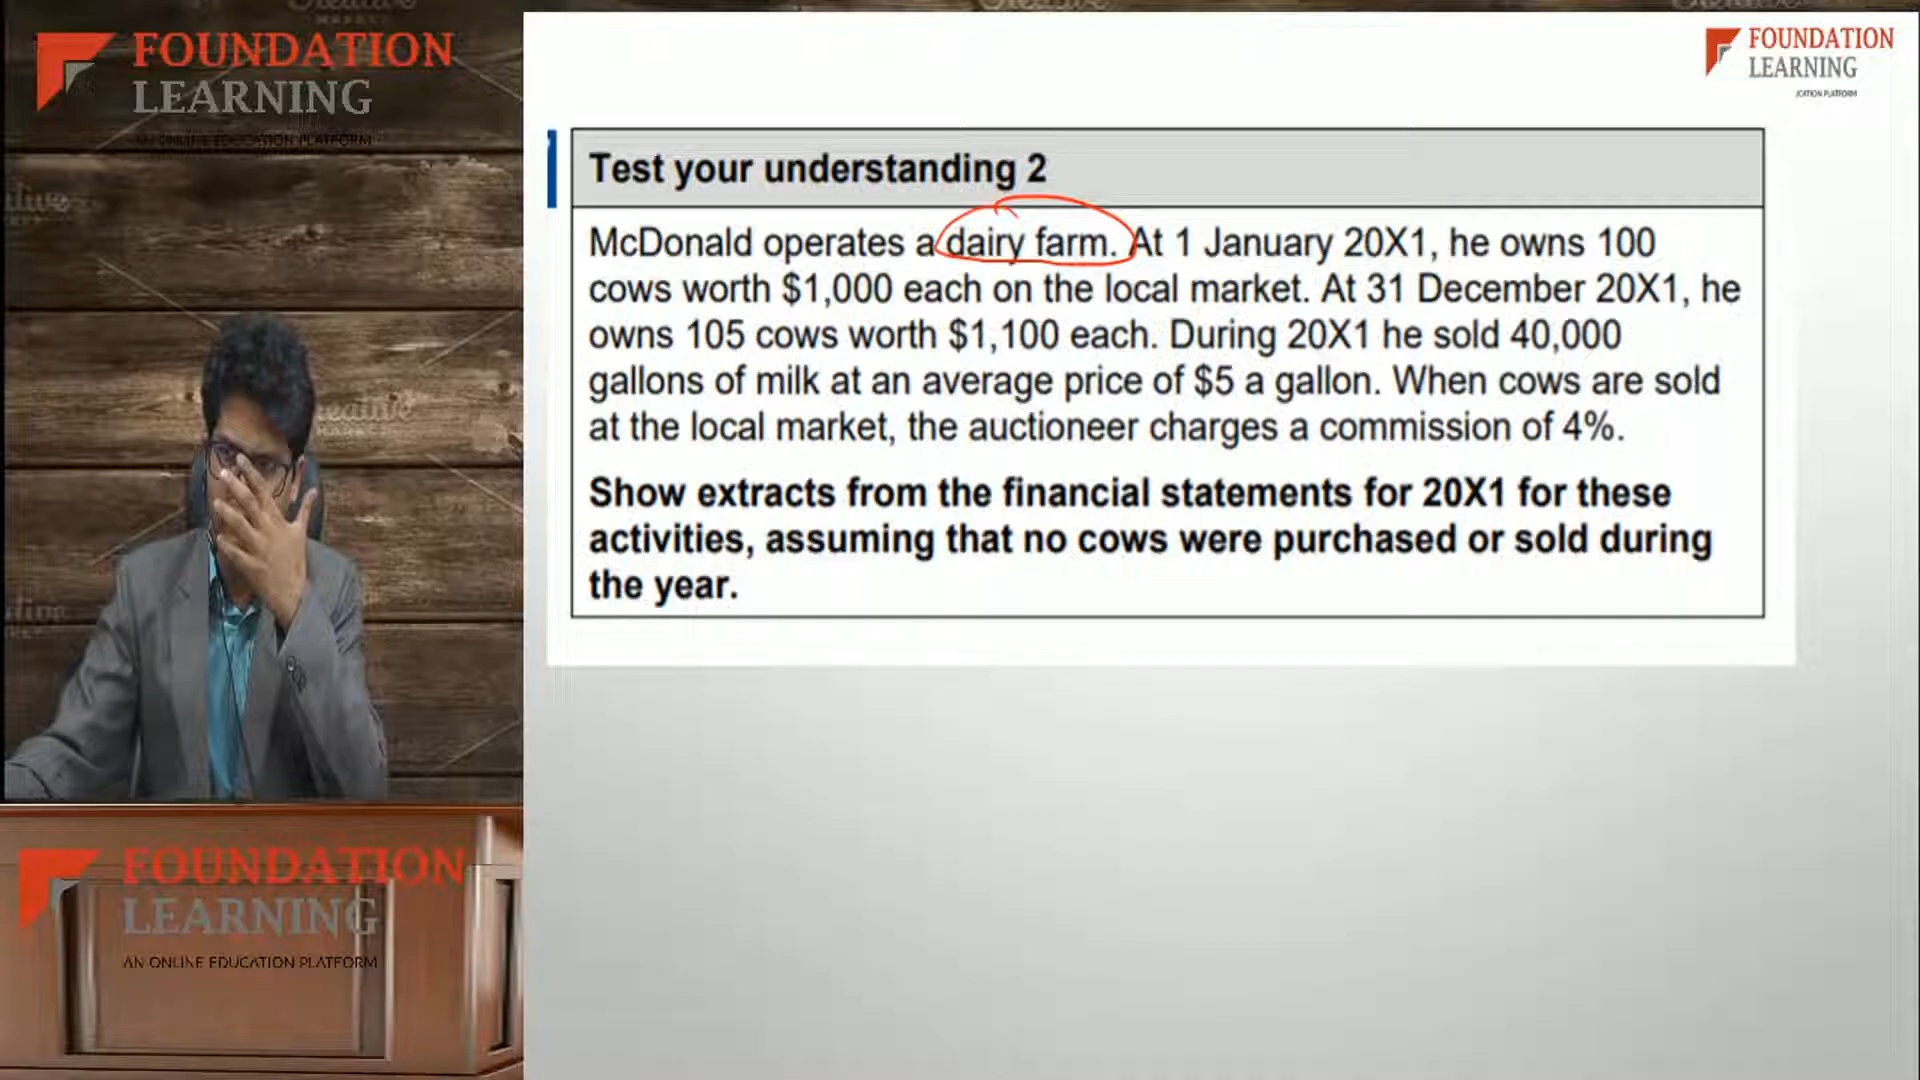 FOUNDATION
LEARNING
AN ONLINE EDUCATION PLATFORM
FOUNDATION
LEARNING
Test your understanding 2
McDonald operates a dairy farm. At 1 January 20X1, he owns 100
cows worth $1,000 each on the local market. At 31 December 20X1, he
owns 105 cows worth $1,100 each. During 20X1 he sold 40,000
gallons of milk at an average price of $5 a gallon. When cows are sold
at the local market, the auctioneer charges a commission of 4%.
Show extracts from the financial statements for 20X1 for these
activities, assuming that no cows were purchased or sold during
the year.
FOUNDATION
LEARNING
AN ONLINE EDUCATION PLATFORM